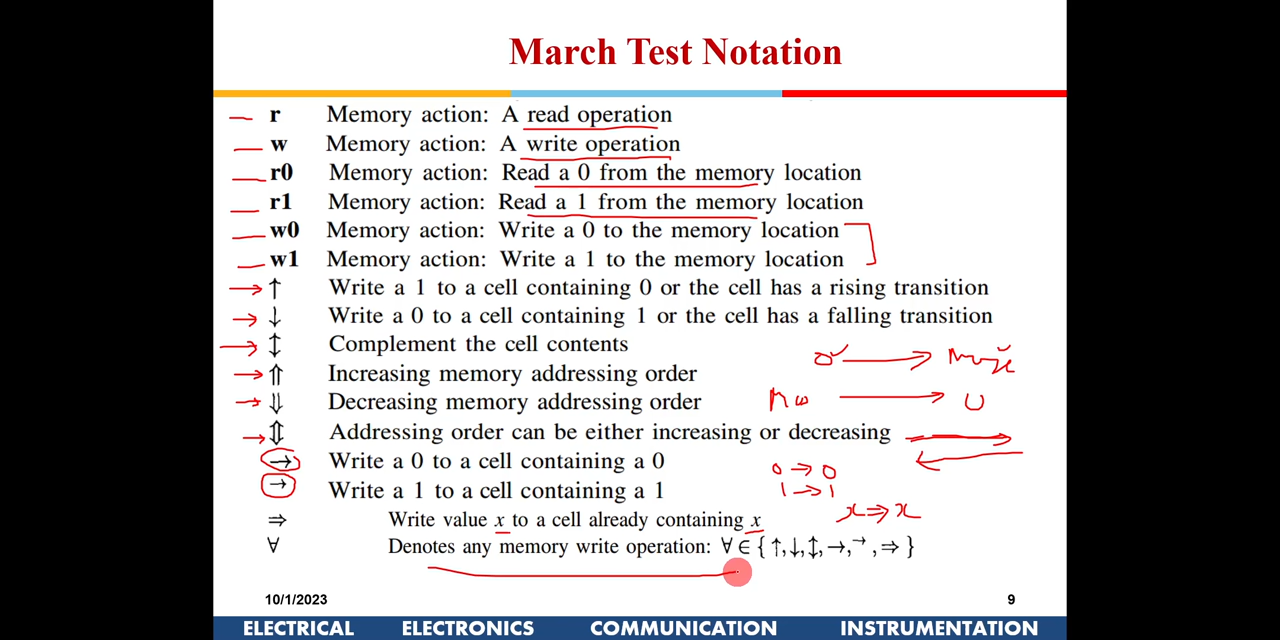 March Test Notation
r Memory action: A read operation
w Memory action: A write operation
r0 Memory action: Read a 0 from the memory location
r1 Memory action: Read a 1 from the memory location
w0 Memory action: Write a 0 to the memory location
w1 Memory action: Write a 1 to the memory location
↑ Write a 1 to a cell containing 0 or the cell has a rising transition
↓ Write a 0 to a cell containing 1 or the cell has a falling transition
↕ Complement the cell contents
⇑ Increasing memory addressing order
⇓ Decreasing memory addressing order
⇕ Addressing order can be either increasing or decreasing
→ Write a 0 to a cell containing a 0
→ Write a 1 to a cell containing a 1
⇒ Write value x to a cell already containing x
∀ Denotes any memory write operation: ∀ ∈ { ↑, ↓, ↕, →, →, ⇒ }
0 → 0
1 → 1
x ⇒ x
10/1/2023 9
ELECTRICAL ELECTRONICS COMMUNICATION INSTRUMENTATION